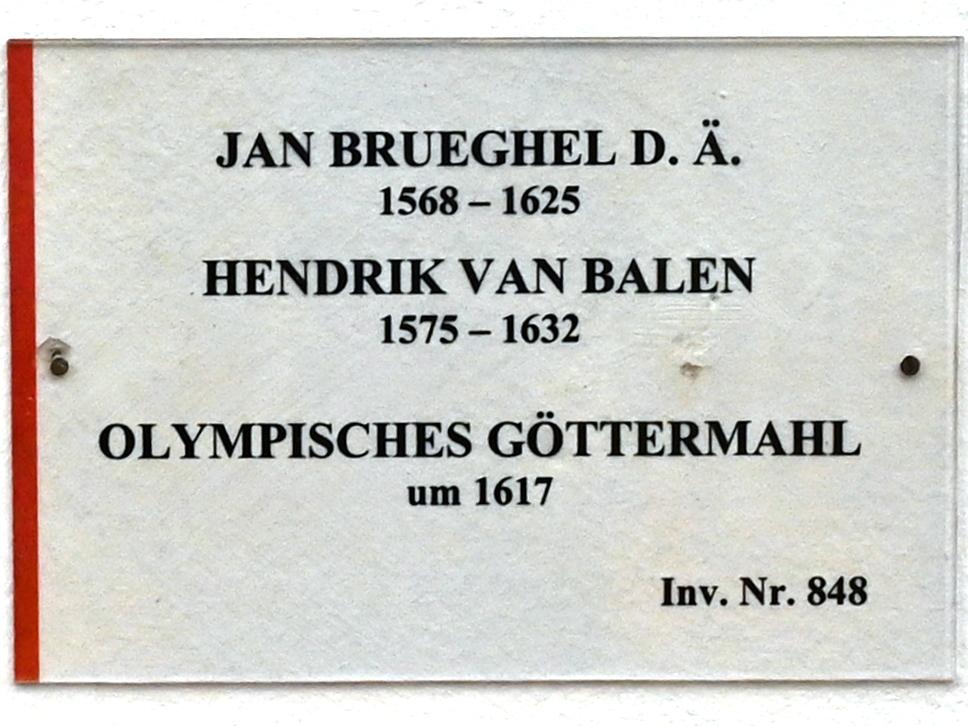 JAN BRUEGHEL D. Ä.
1568 – 1625
HENDRIK VAN BALEN
1575 – 1632
OLYMPISCHES GÖTTERMAHL
um 1617
Inv. Nr. 848